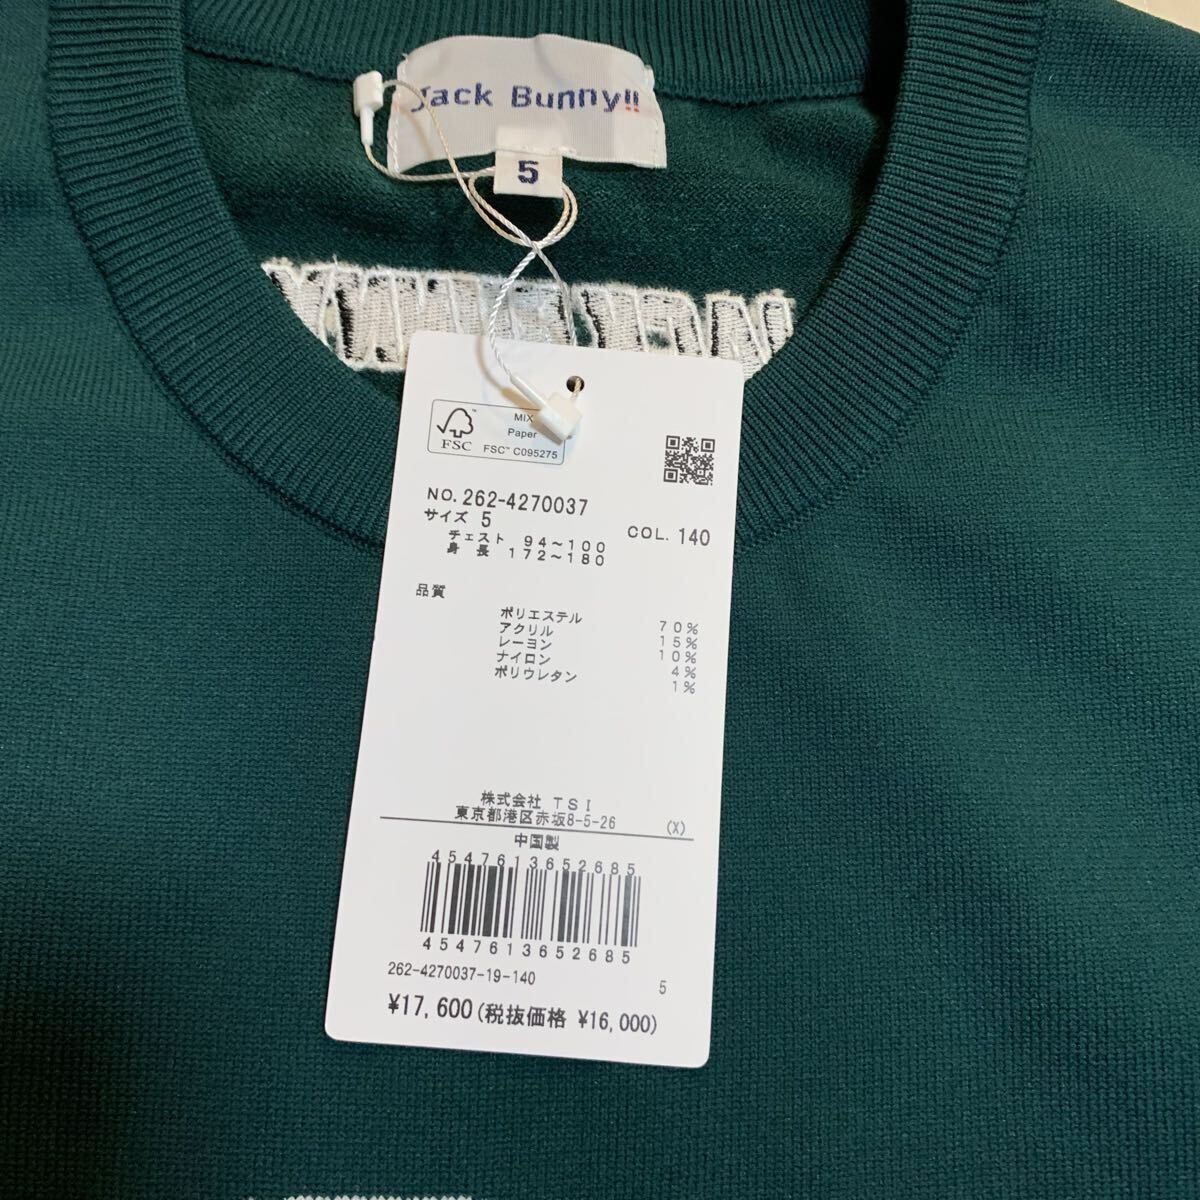 Jack Bunny!!
5
MIX
Paper
FSC™ C095275
FSC
NO. 262-4270037
サイズ 5
COL. 140
チェスト 94～100
身 長 172～180
品質
ポリエステル 70%
アクリル 15%
レーヨン 10%
ナイロン 4%
ポリウレタン 1%
株式会社 TSI
東京都港区赤坂8-5-26 (X)
中国製
4547613652685
4547613652685
262-4270037-19-140 5
¥17,600(税抜価格 ¥16,000)